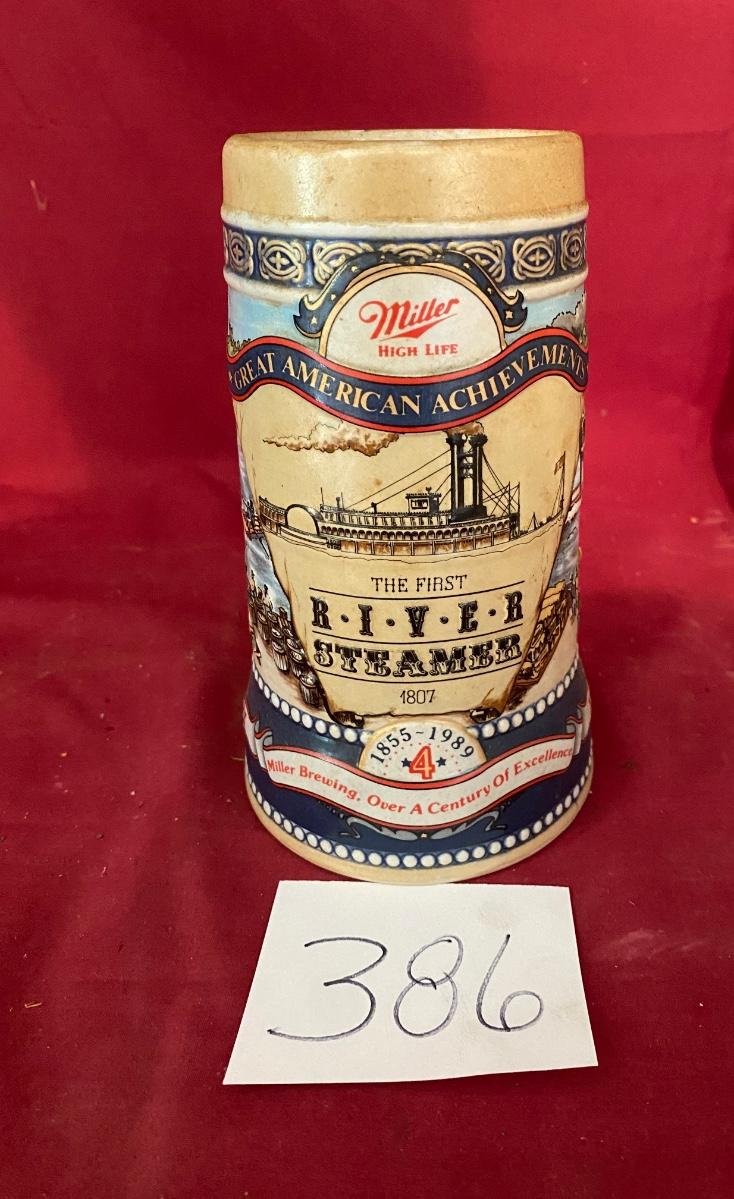 Miller
HIGH LIFE
GREAT AMERICAN ACHIEVEMENTS
THE FIRST
R·I·V·E·R
STEAMER
1807
1855~1989
4
Miller Brewing, Over A Century Of Excellence
386